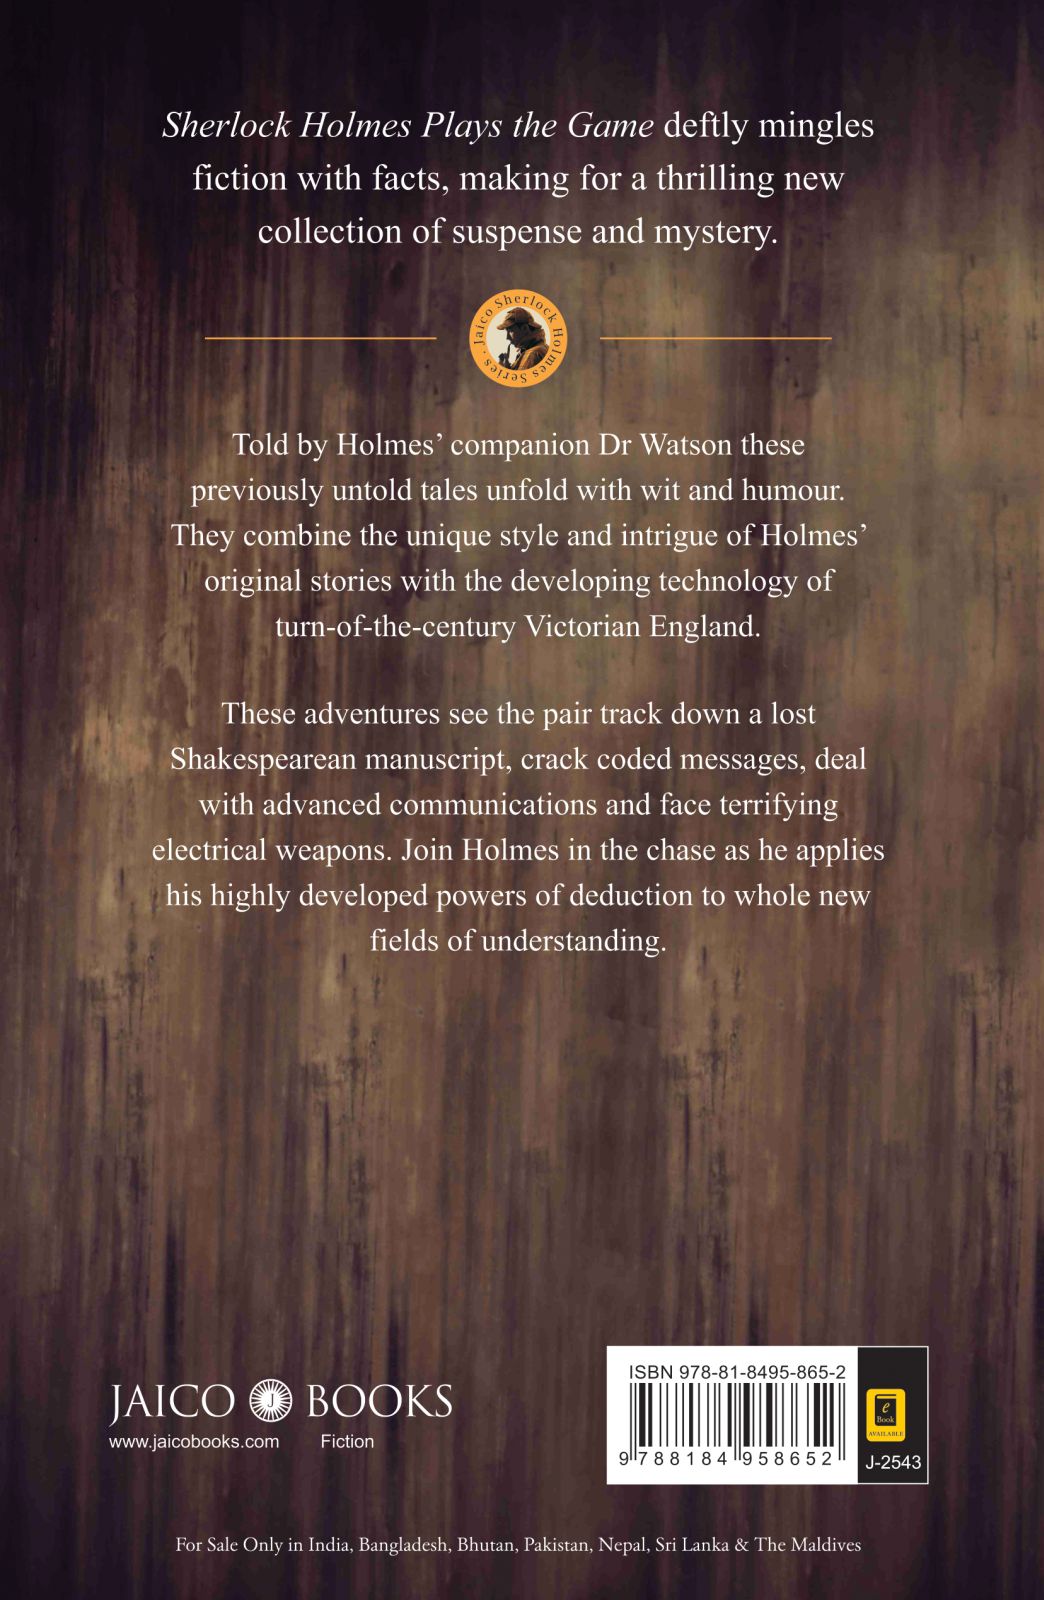 Sherlock Holmes Plays the Game deftly mingles
fiction with facts, making for a thrilling new
collection of suspense and mystery.
Jaico Sherlock Holmes Series •
Told by Holmes’ companion Dr Watson these
previously untold tales unfold with wit and humour.
They combine the unique style and intrigue of Holmes’
original stories with the developing technology of
turn-of-the-century Victorian England.
These adventures see the pair track down a lost
Shakespearean manuscript, crack coded messages, deal
with advanced communications and face terrifying
electrical weapons. Join Holmes in the chase as he applies
his highly developed powers of deduction to whole new
fields of understanding.
JAICO J BOOKS
www.jaicobooks.com Fiction
ISBN 978-81-8495-865-2
9 788184 958652
e
Book
AVAILABLE
J-2543
For Sale Only in India, Bangladesh, Bhutan, Pakistan, Nepal, Sri Lanka & The Maldives